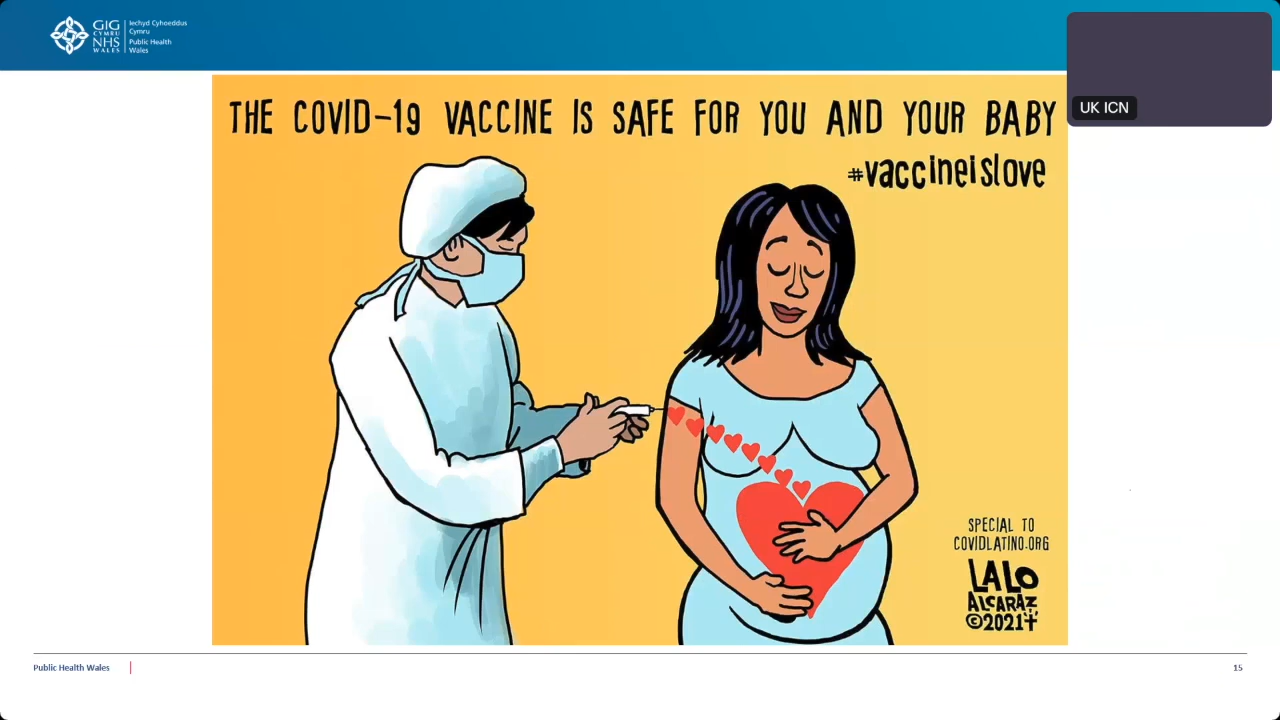 GIG
CYMRU
NHS
WALES
Iechyd Cyhoeddus
Cymru
Public Health
Wales
UK ICN
THE COVID-19 VACCINE IS SAFE FOR YOU AND YOUR BABY
#vaccineislove
SPECIAL TO
COVIDLATINO.ORG
LALO
ALCARAZ
©2021
Public Health Wales
15